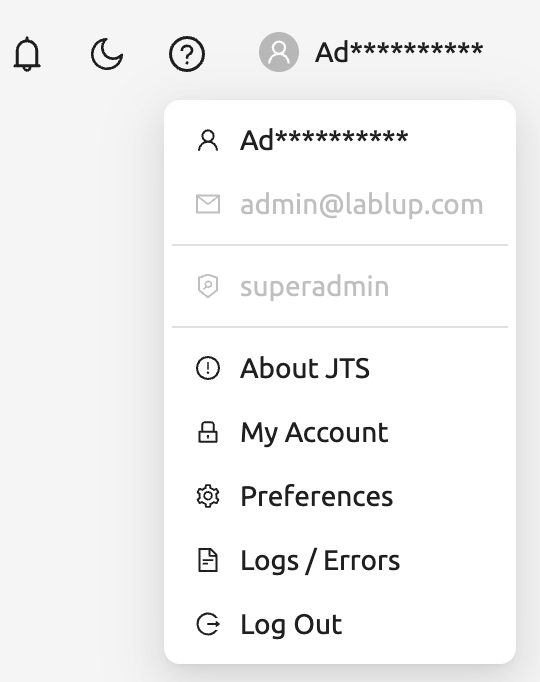 Ad**********
Ad**********
admin@lablup.com
superadmin
About JTS
My Account
Preferences
Logs / Errors
Log Out